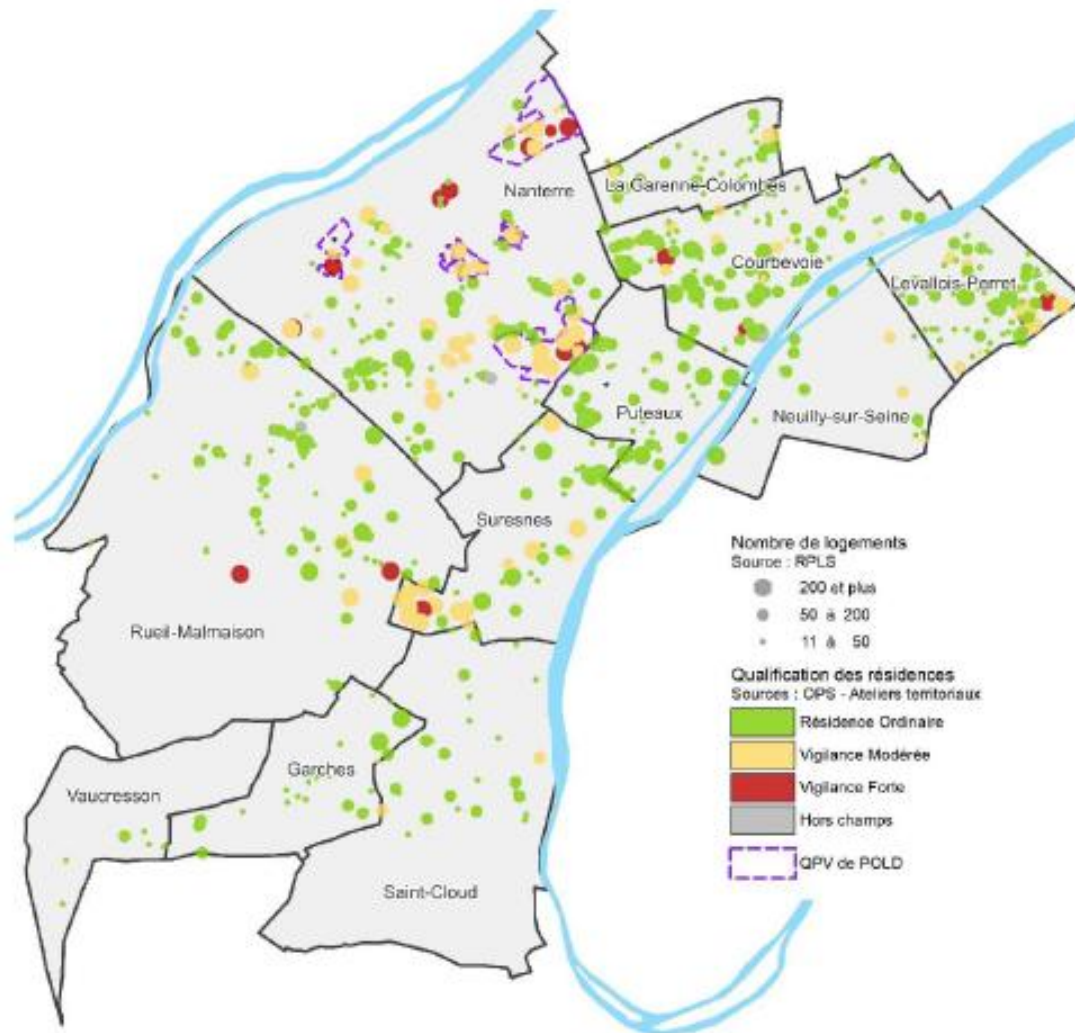 Nanterre
La Garenne-Colombes
Courbevoie
Levallois-Perret
Puteaux
Neuilly-sur-Seine
Suresnes
Rueil-Malmaison
Garches
Vaucresson
Saint-Cloud
Nombre de logements
Source : RPLS
200 et plus
50 à 200
11 à 50
Qualification des résidences
Sources : OPS - Ateliers territoriaux
Résidence Ordinaire
Vigilance Modérée
Vigilance Forte
Hors champs
QPV de POLD